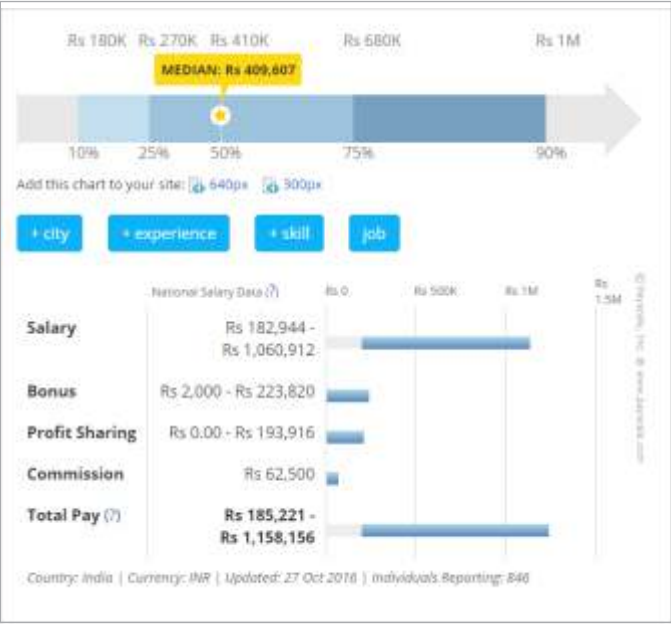 Rs 180K Rs 270K Rs 410K Rs 680K Rs 1M
MEDIAN: Rs 409,607
10% 25% 50% 75% 90%
Add this chart to your site: 640px 300px
+ city + experience + skill job
National Salary Data (?) Rs 0 Rs 500K Rs 1M Rs
1.5M
Salary Rs 182,944 -
Rs 1,060,912
Bonus Rs 2,000 - Rs 223,820
Profit Sharing Rs 0.00 - Rs 193,916
Commission Rs 62,500
Total Pay (?) Rs 185,221 -
Rs 1,158,156
Country: India | Currency: INR | Updated: 27 Oct 2016 | Individuals Reporting: 846